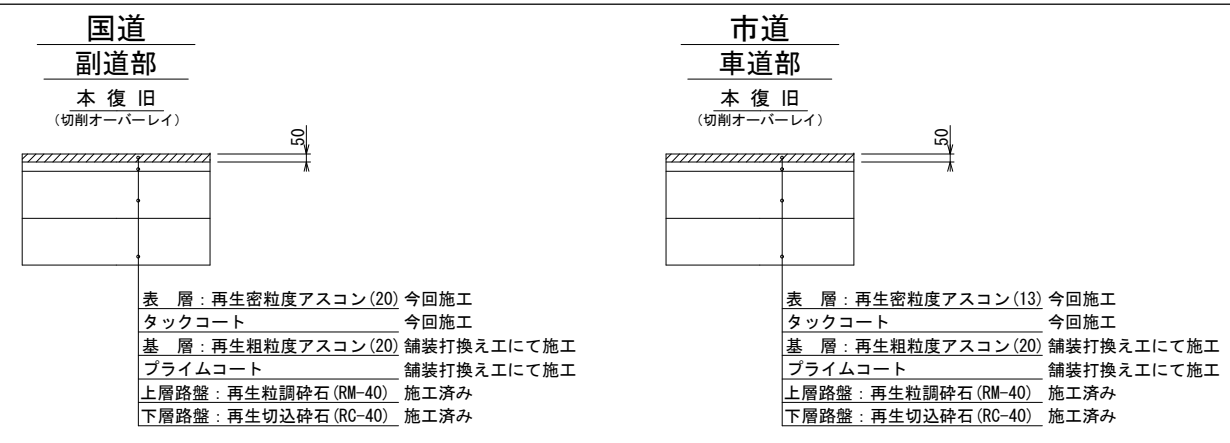 国道
副道部
本 復 旧
(切削オーバーレイ)
50
表　層：再生密粒度アスコン(20) 今回施工
タックコート 今回施工
基　層：再生粗粒度アスコン(20) 舗装打換え工にて施工
プライムコート 舗装打換え工にて施工
上層路盤：再生粒調砕石(RM-40) 施工済み
下層路盤：再生切込砕石(RC-40) 施工済み
市道
車道部
本 復 旧
(切削オーバーレイ)
50
表　層：再生密粒度アスコン(13) 今回施工
タックコート 今回施工
基　層：再生粗粒度アスコン(20) 舗装打換え工にて施工
プライムコート 舗装打換え工にて施工
上層路盤：再生粒調砕石(RM-40) 施工済み
下層路盤：再生切込砕石(RC-40) 施工済み